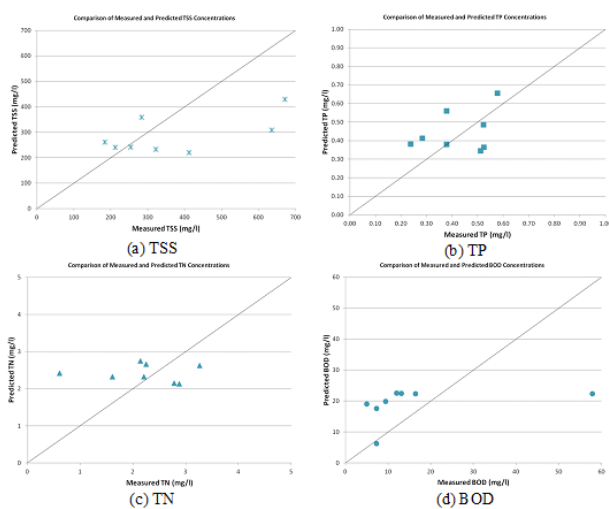 Comparison of Measured and Predicted TSS Concentrations
Predicted TSS (mg/l)
700
600
500
400
300
200
100
0
0 100 200 300 400 500 600 700
Measured TSS (mg/l)
(a) TSS
Comparison of Measured and Predicted TP Concentrations
Predicted TP (mg/l)
1.00
0.90
0.80
0.70
0.60
0.50
0.40
0.30
0.20
0.10
0.00
0.00 0.10 0.20 0.30 0.40 0.50 0.60 0.70 0.80 0.90 1.0
Measured TP (mg/l)
(b) TP
Comparison of Measured and Predicted TN Concentrations
Predicted TN (mg/l)
5
4
3
2
1
0
0 1 2 3 4 5
Measured TN (mg/l)
(c) TN
Comparison of Measured and Predicted BOD Concentrations
Predicted BOD (mg/l)
60
50
40
30
20
10
0
0 10 20 30 40 50 60
Measured BOD (mg/l)
(d) BOD